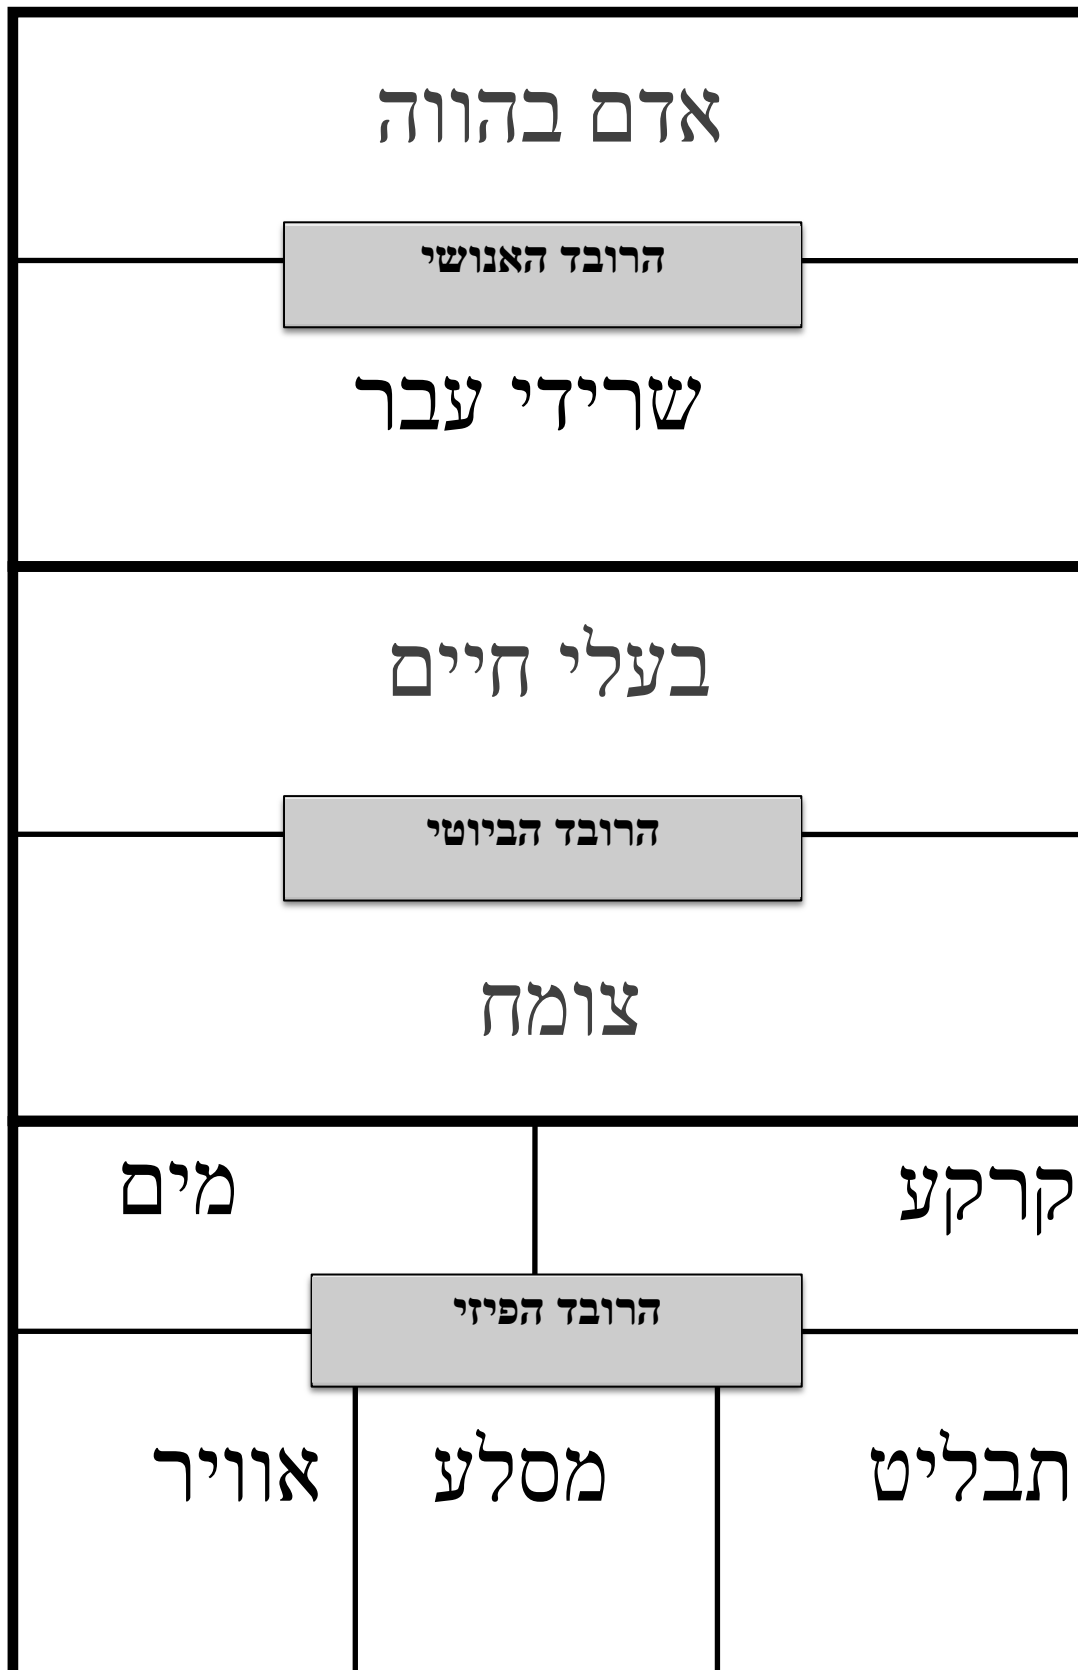 אדם בהווה
הרובד האנושי
שרידי עבר
בעלי חיים
הרובד הביוטי
צומח
קרקע
מים
הרובד הפיזי
תבליט
מסלע
אוויר